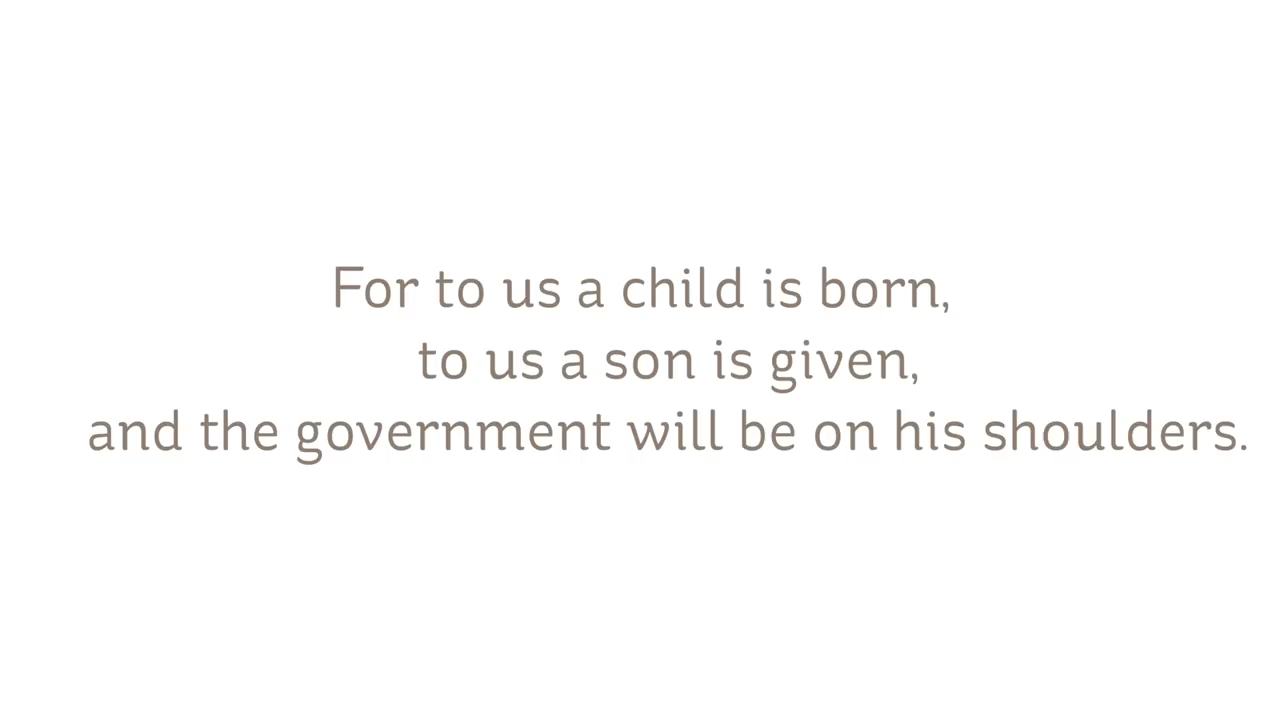 For to us a child is born,
to us a son is given,
and the government will be on his shoulders.